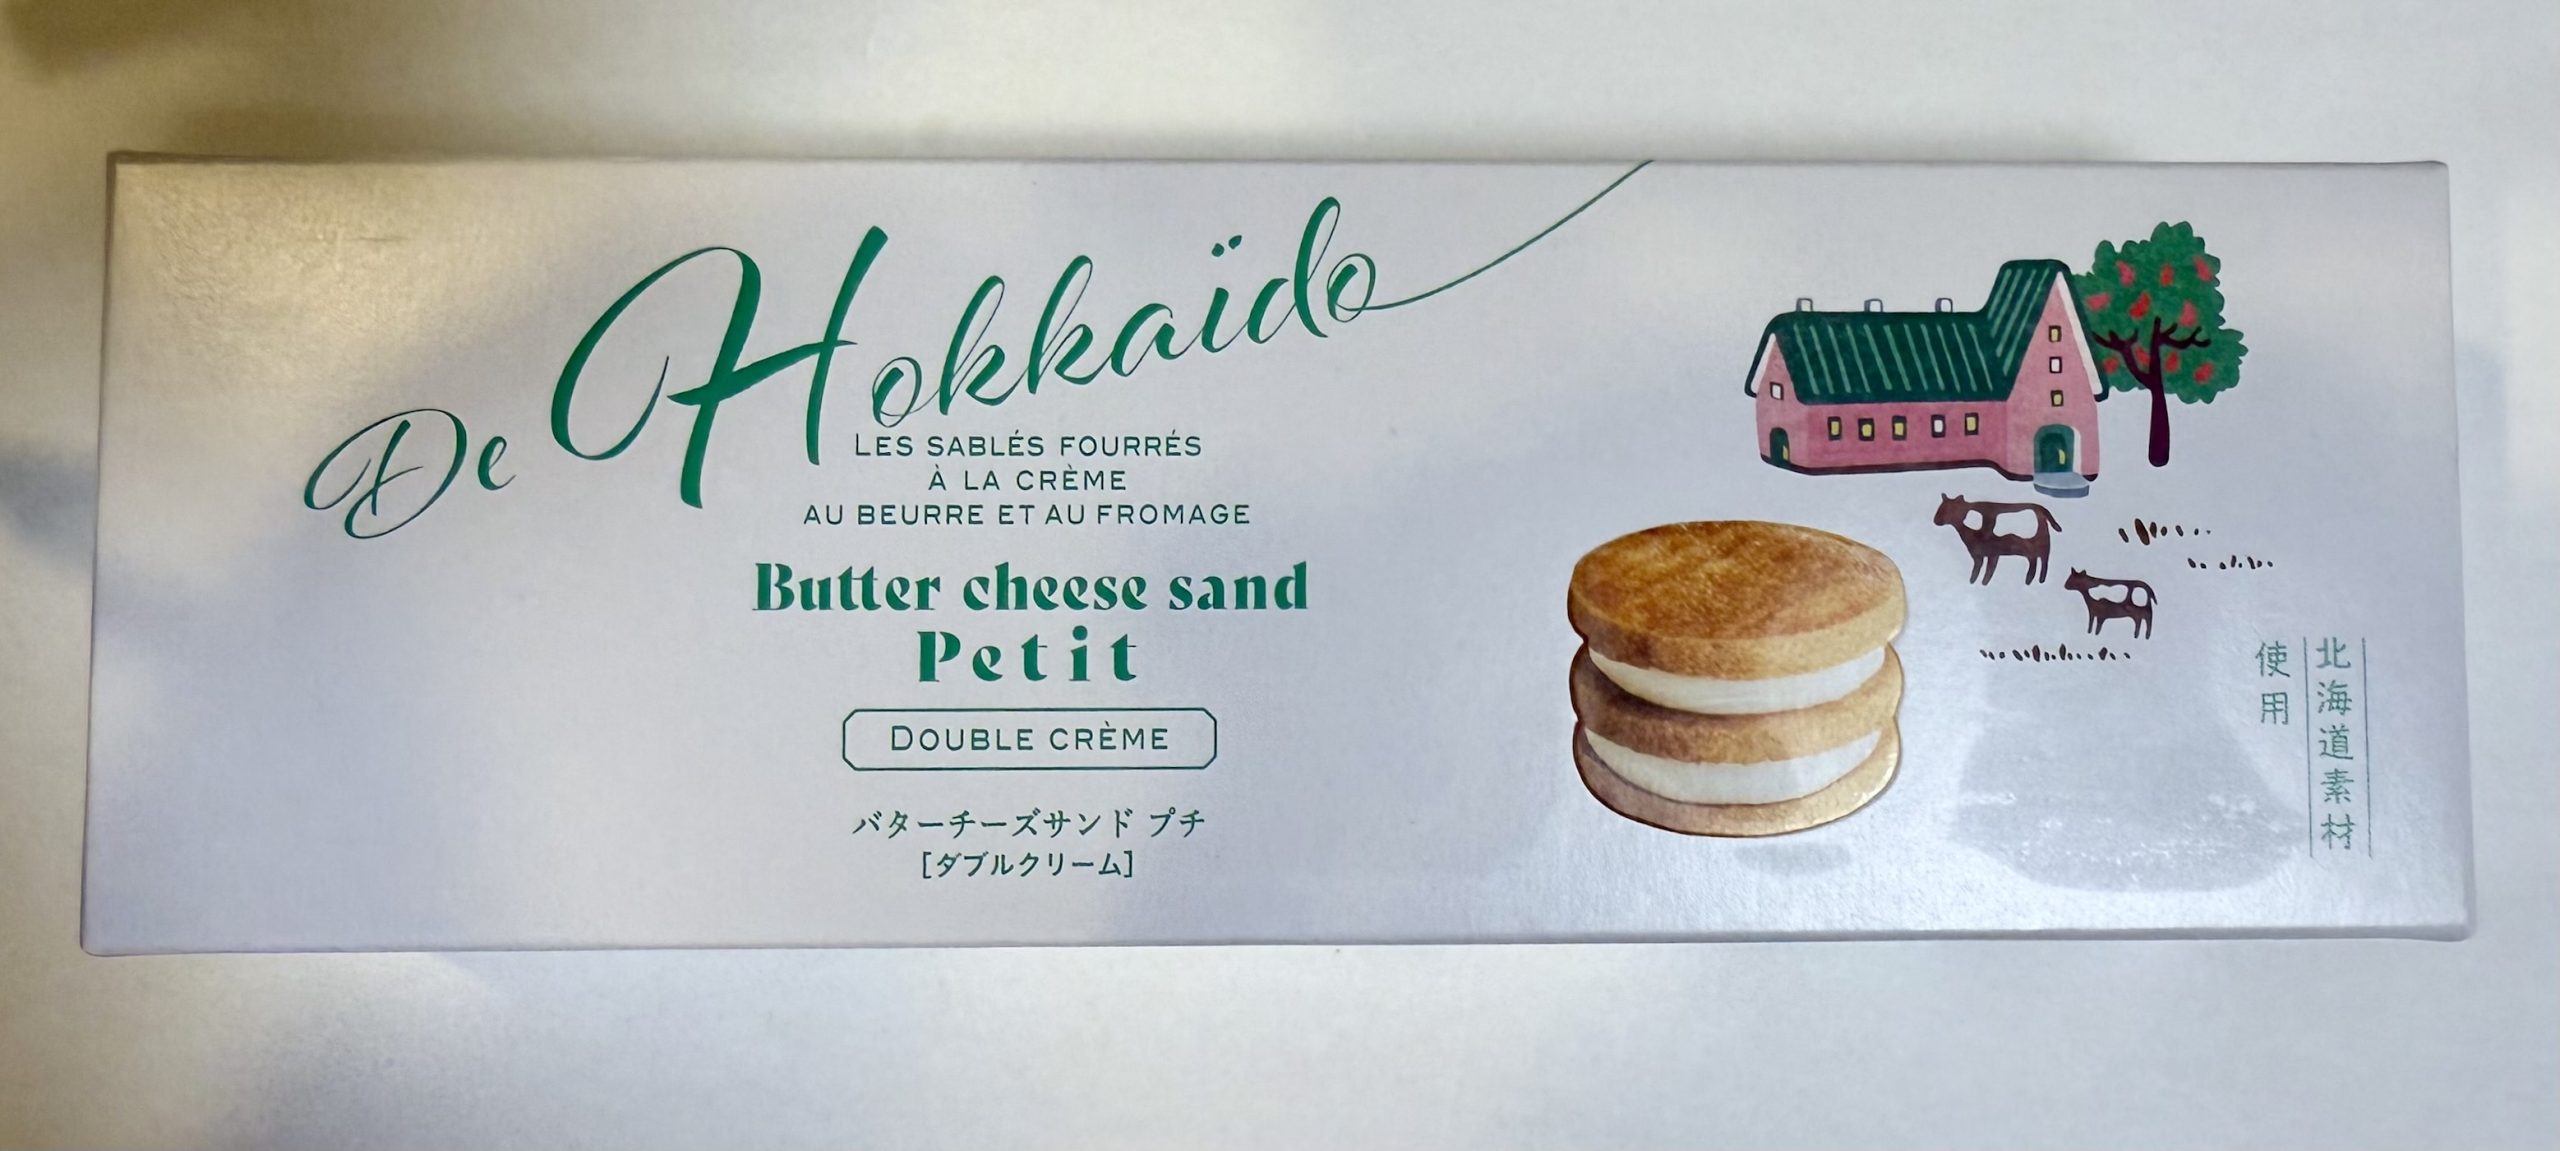 De Hokkaïdo
LES SABLÉS FOURRÉS
À LA CRÈME
AU BEURRE ET AU FROMAGE
Butter cheese sand
Petit
DOUBLE CRÈME
バターチーズサンド プチ
[ダブルクリーム]
北海道素材
使用